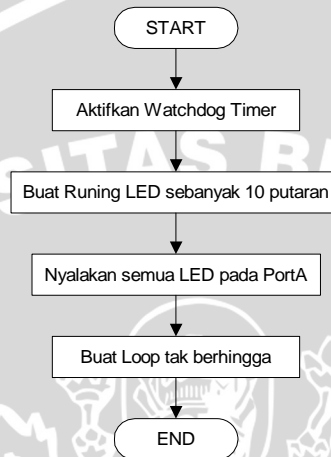 START
Aktifkan Watchdog Timer
SITAS B
Buat Runing LED sebanyak 10 putaran
Nyalakan semua LED pada PortA
Buat Loop tak berhingga
END